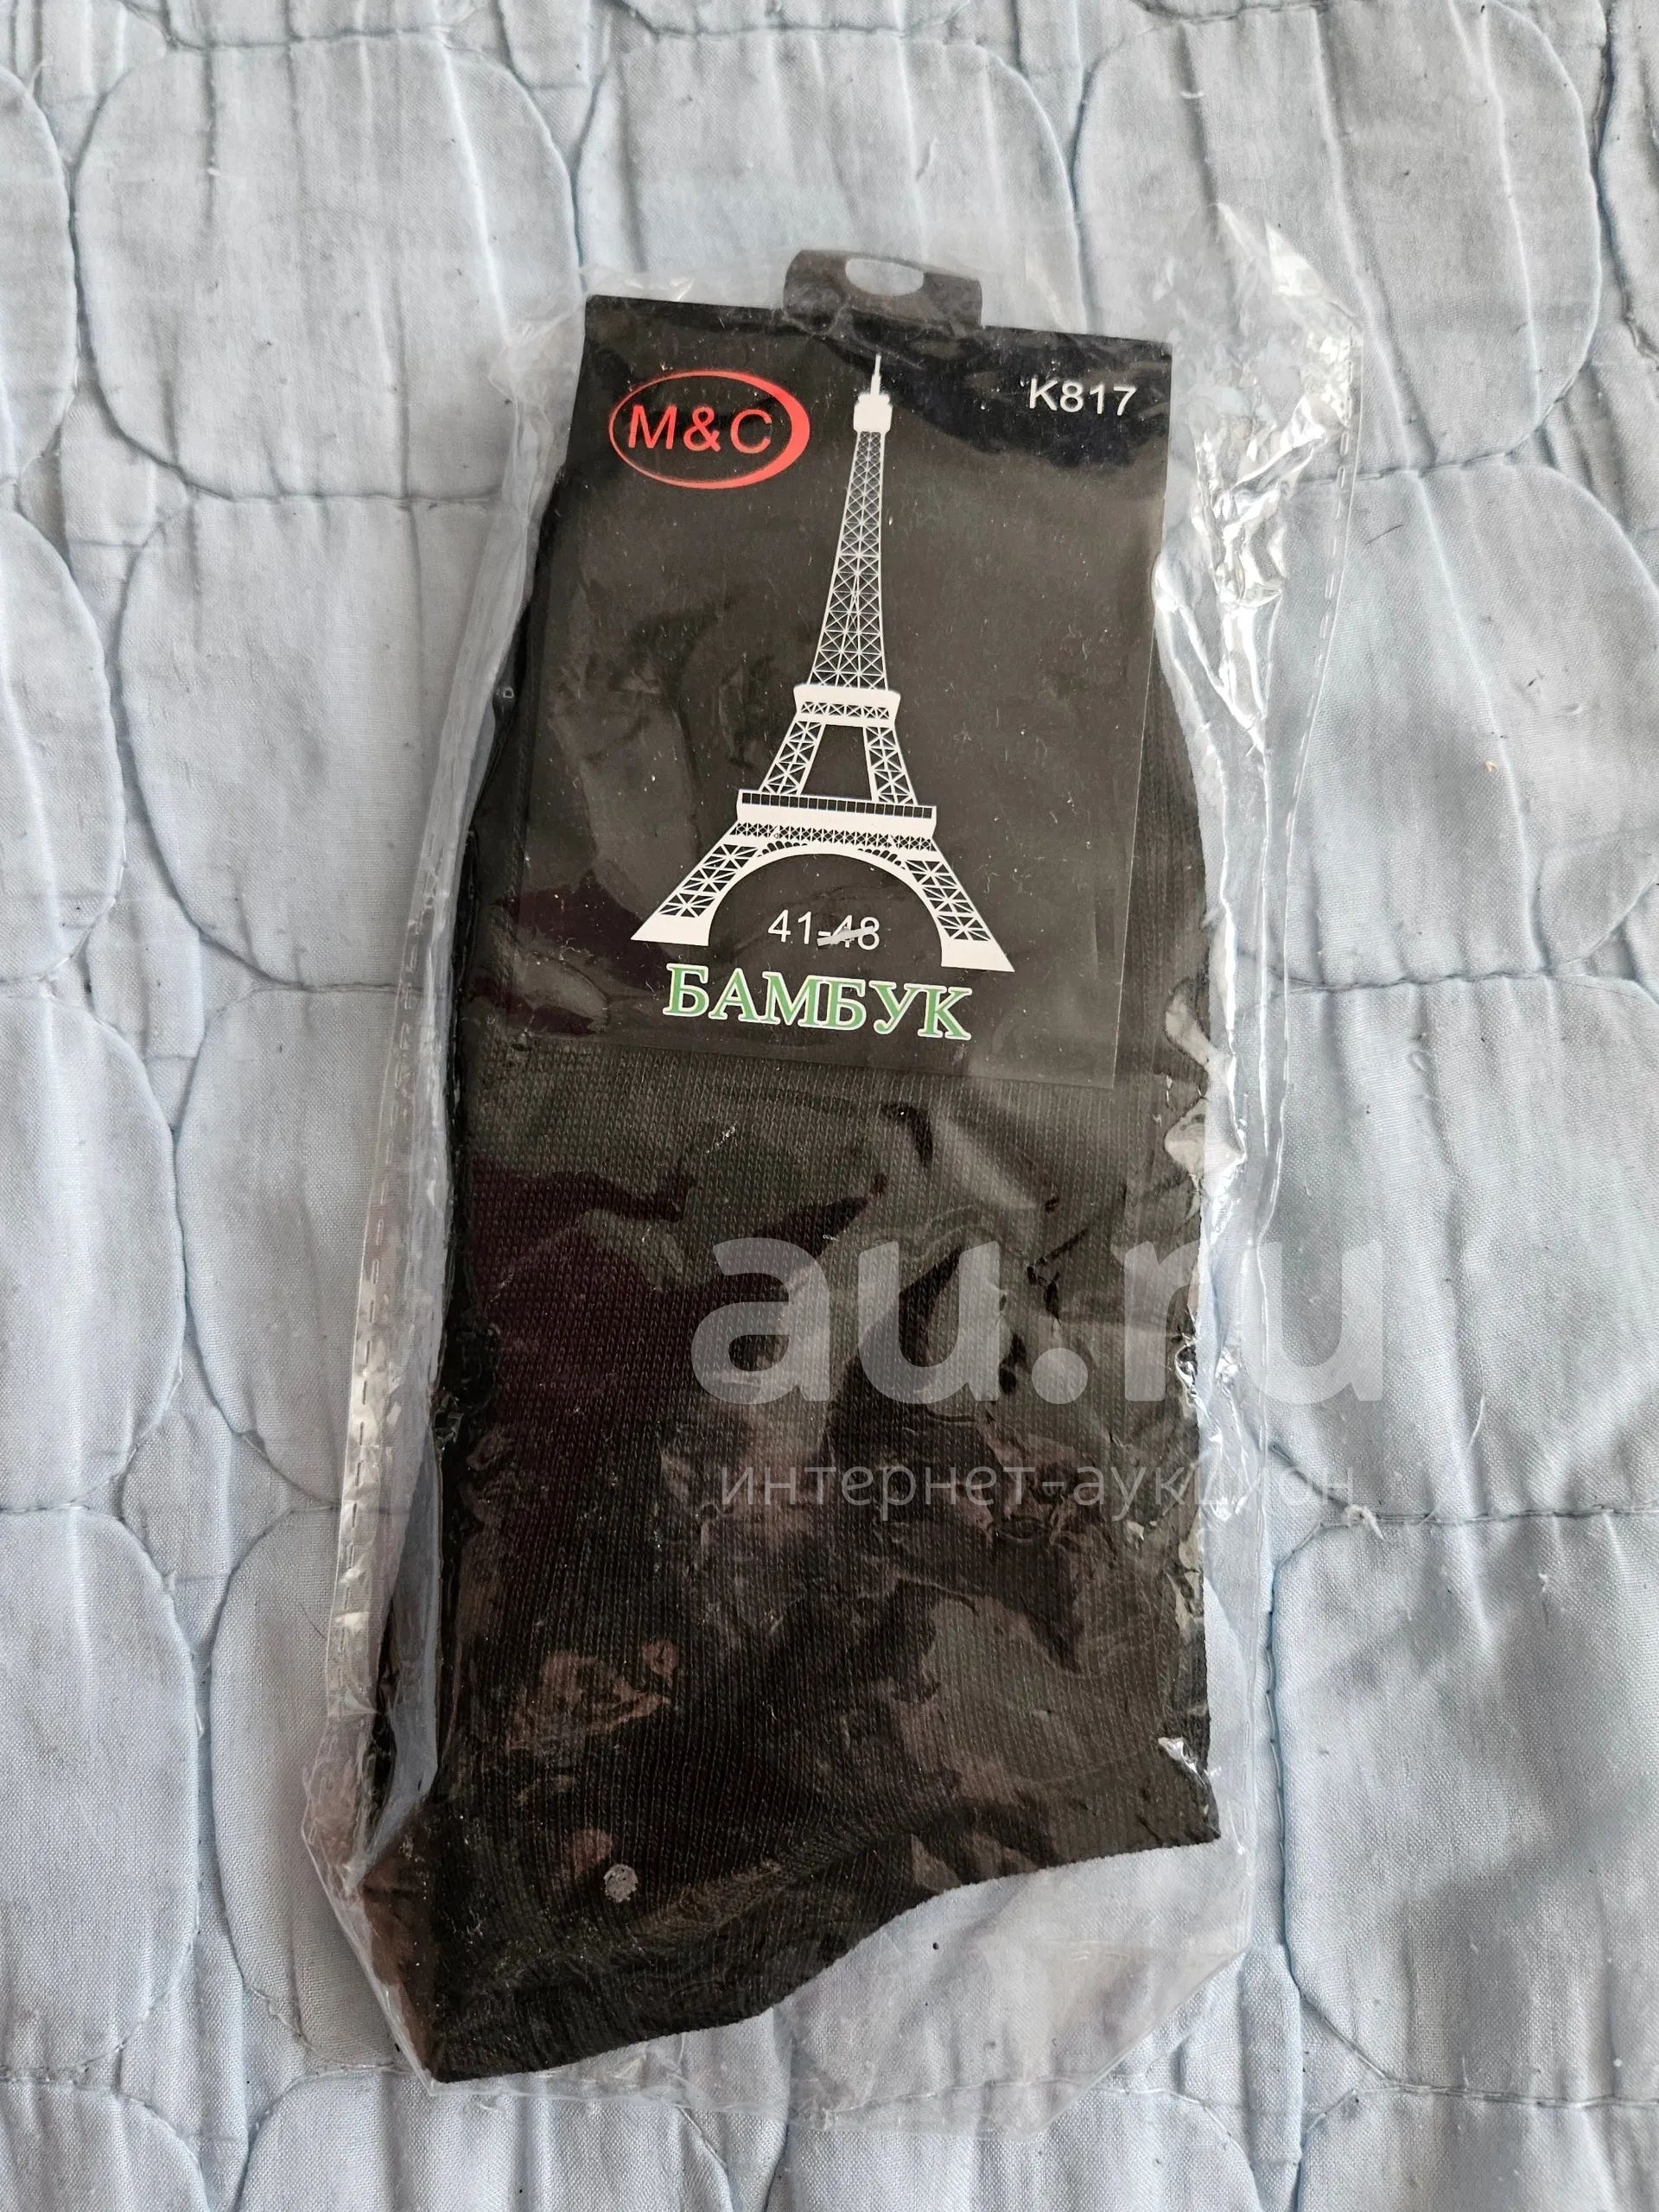 M&C
K817
41-48
БАМБУК
au.ru
интернет-аукцион